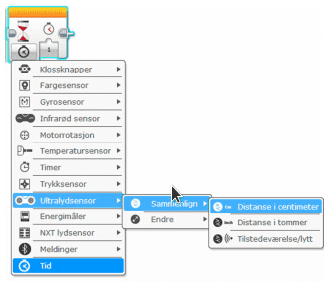 1
Klossknapper
Fargesensor
Gyrosensor
Infrarød sensor
Motorrotasjon
Temperatursensor
Timer
Trykksensor
Ultralydsensor
Energimåler
NXT lydsensor
Meldinger
Tid
Sammenlign
Endre
Distanse i centimeter
Distanse i tommer
Tilstedeværelse/lytt